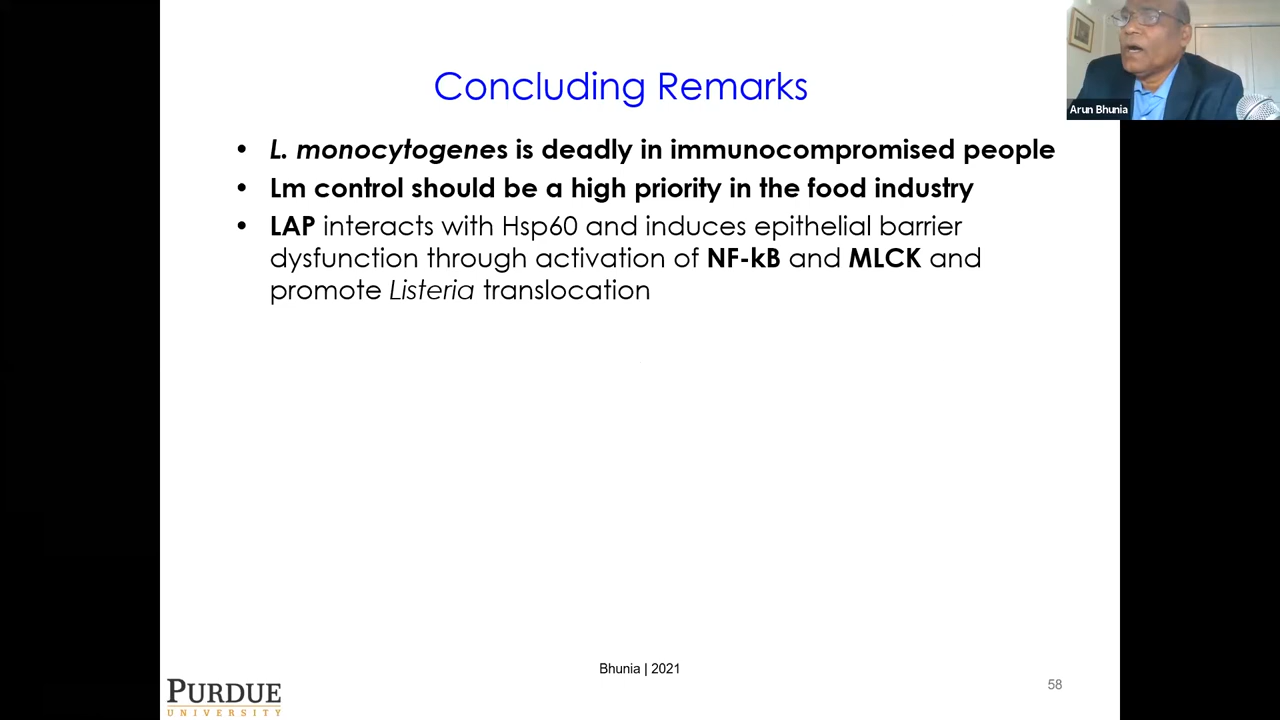 Concluding Remarks
• L. monocytogenes is deadly in immunocompromised people
• Lm control should be a high priority in the food industry
• LAP interacts with Hsp60 and induces epithelial barrier
dysfunction through activation of NF-kB and MLCK and
promote Listeria translocation
Arun Bhunia
Bhunia | 2021
58
PURDUE
UNIVERSITY